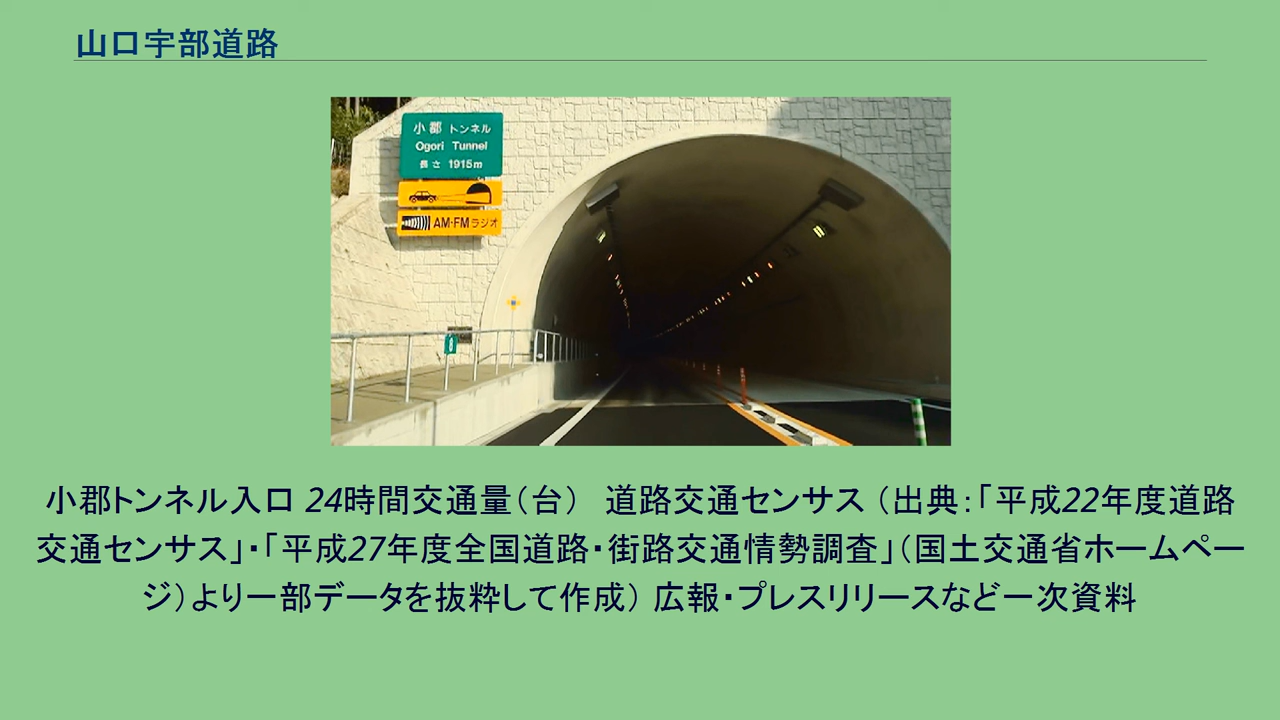 山口宇部道路
小郡トンネル
Ogori Tunnel
長さ 1915m
AM・FMラジオ
8
小郡トンネル入口 24時間交通量（台）　道路交通センサス （出典：「平成22年度道路
交通センサス」・「平成27年度全国道路・街路交通情勢調査」（国土交通省ホームペー
ジ）より一部データを抜粋して作成） 広報・プレスリリースなど一次資料